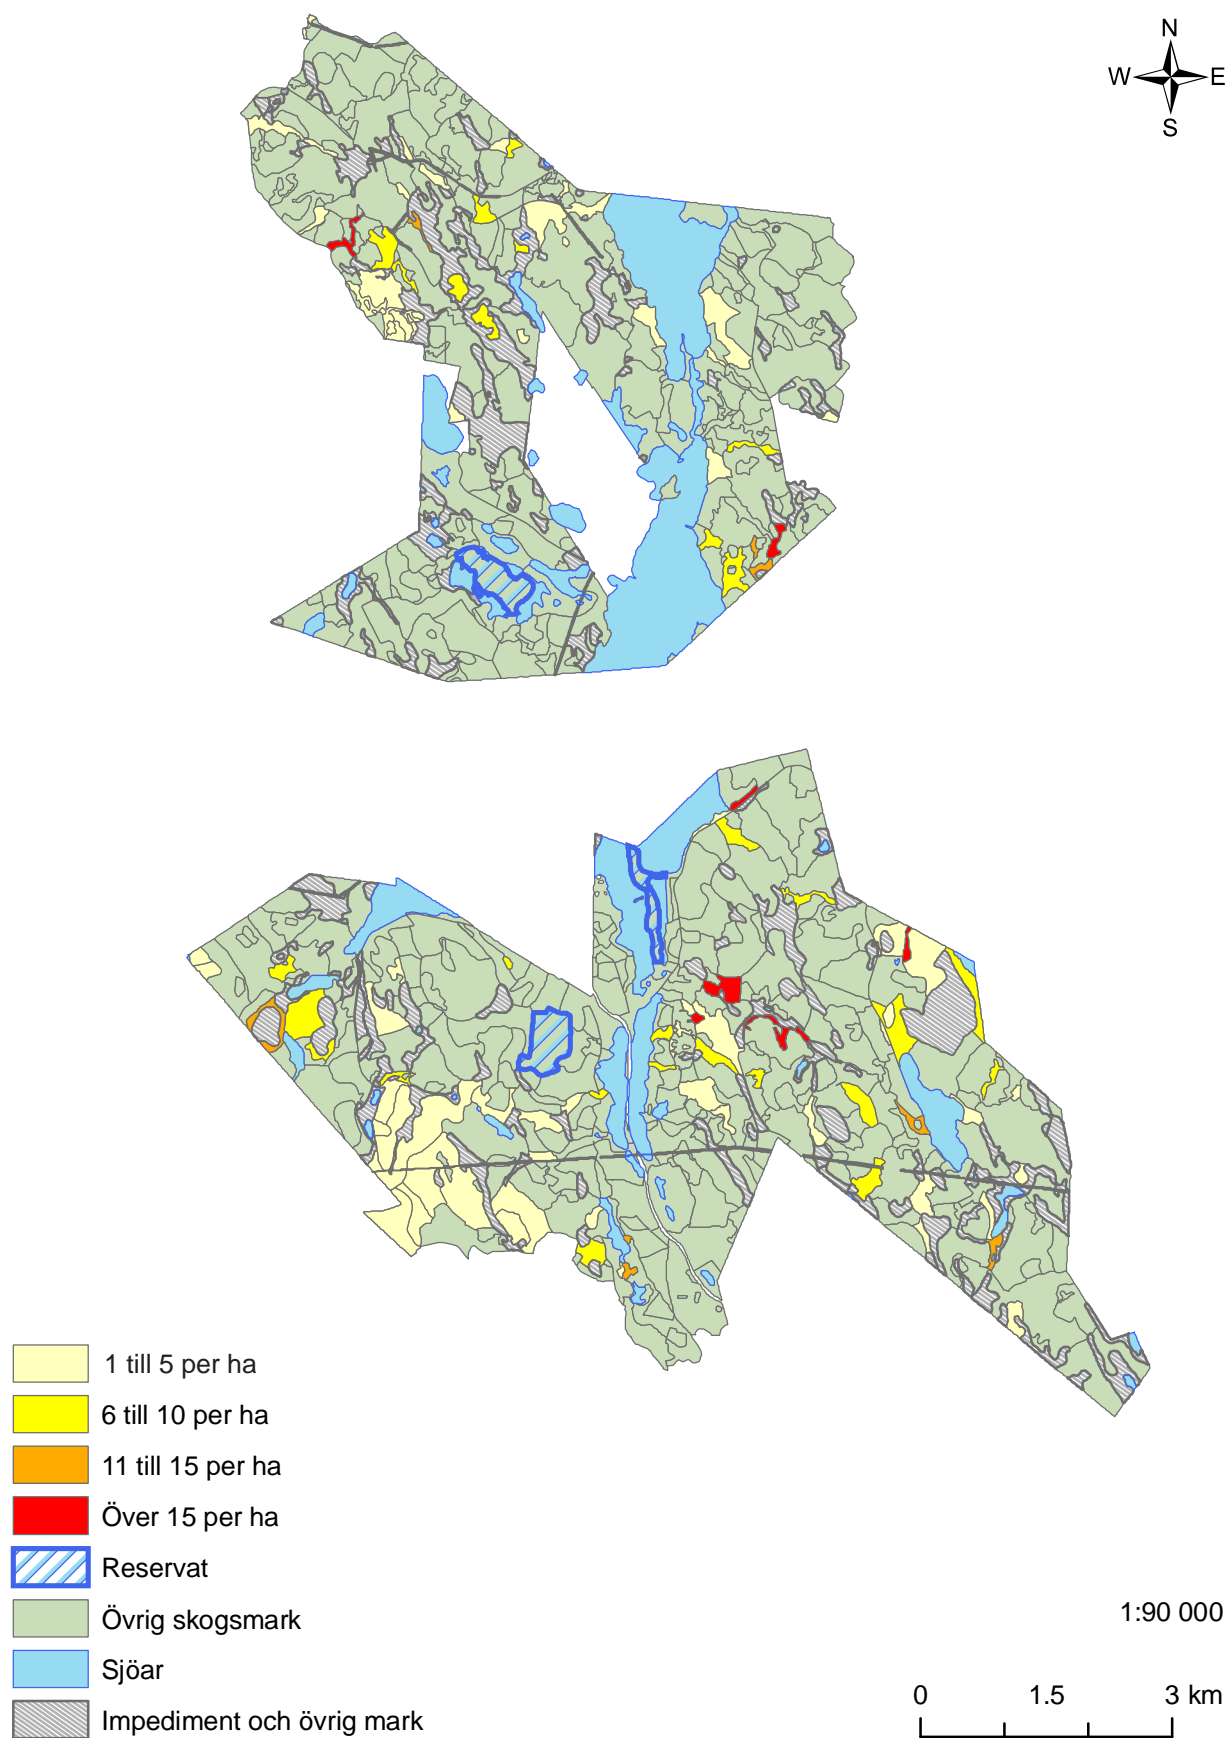 N
W E
S
1 till 5 per ha
6 till 10 per ha
11 till 15 per ha
Över 15 per ha
Reservat
Övrig skogsmark
Sjöar
Impediment och övrig mark
1:90 000
0 1.5 3 km